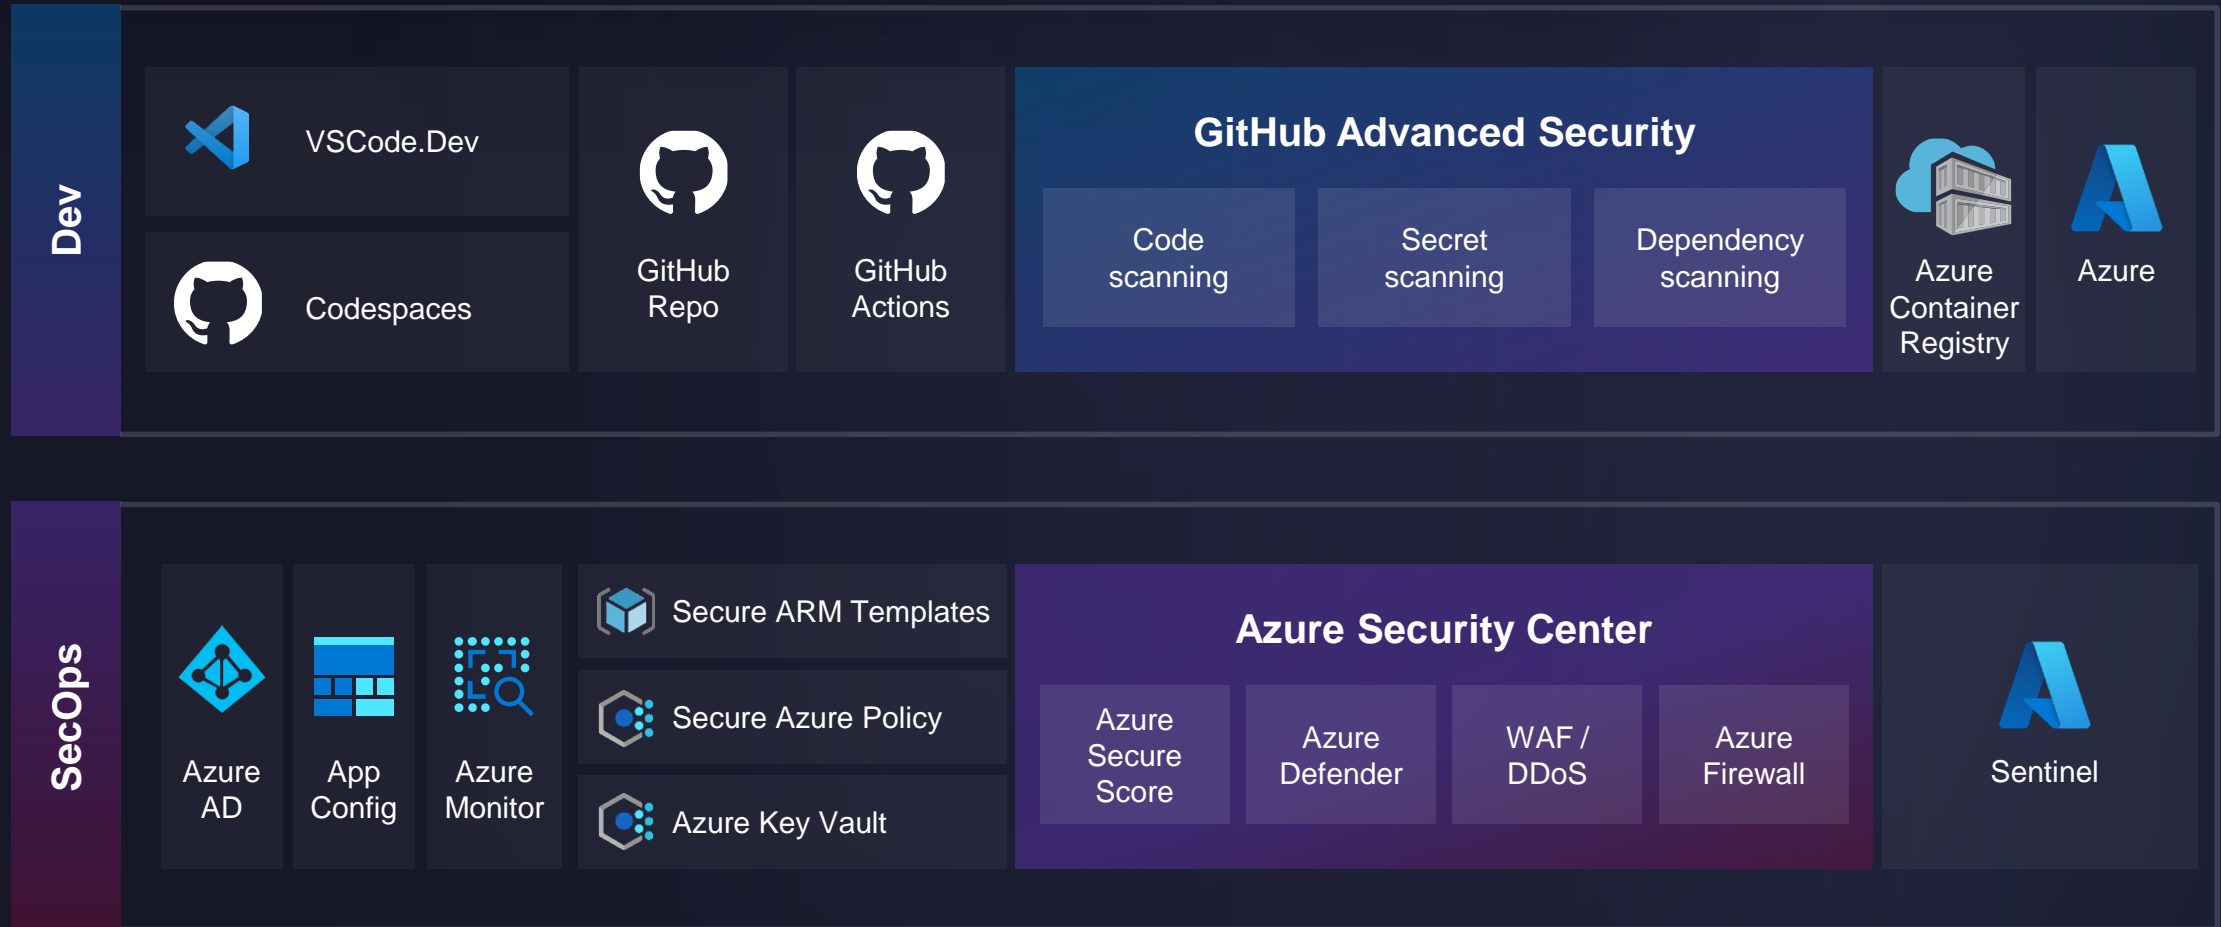 Dev
VSCode.Dev
Codespaces
GitHub
Repo
GitHub
Actions
GitHub Advanced Security
Code
scanning
Secret
scanning
Dependency
scanning
Azure
Container
Registry
Azure
SecOps
Azure
AD
App
Config
Azure
Monitor
Secure ARM Templates
Secure Azure Policy
Azure Key Vault
Azure Security Center
Azure
Secure
Score
Azure
Defender
WAF /
DDoS
Azure
Firewall
Sentinel